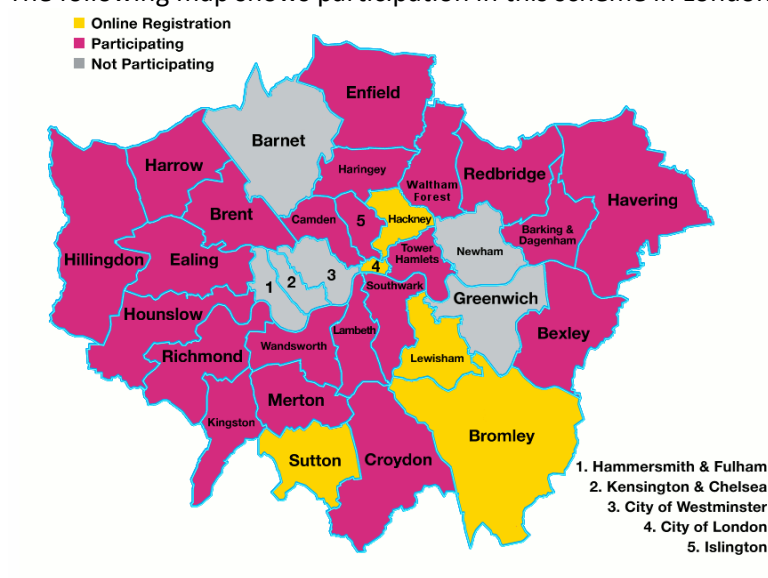 The following map shows participation in this scheme in London
Online Registration
Participating
Not Participating
Enfield
Barnet
Harrow
Haringey
Waltham
Forest
Redbridge
Havering
Brent
Camden
5
Hackney
Barking &
Dagenham
Newham
Tower
Hamlets
Hillingdon
Ealing
4
1
2
3
Southwark
Greenwich
Hounslow
Lambeth
Bexley
Richmond
Wandsworth
Lewisham
Merton
Kingston
Bromley
Sutton
Croydon
1. Hammersmith & Fulham
2. Kensington & Chelsea
3. City of Westminster
4. City of London
5. Islington